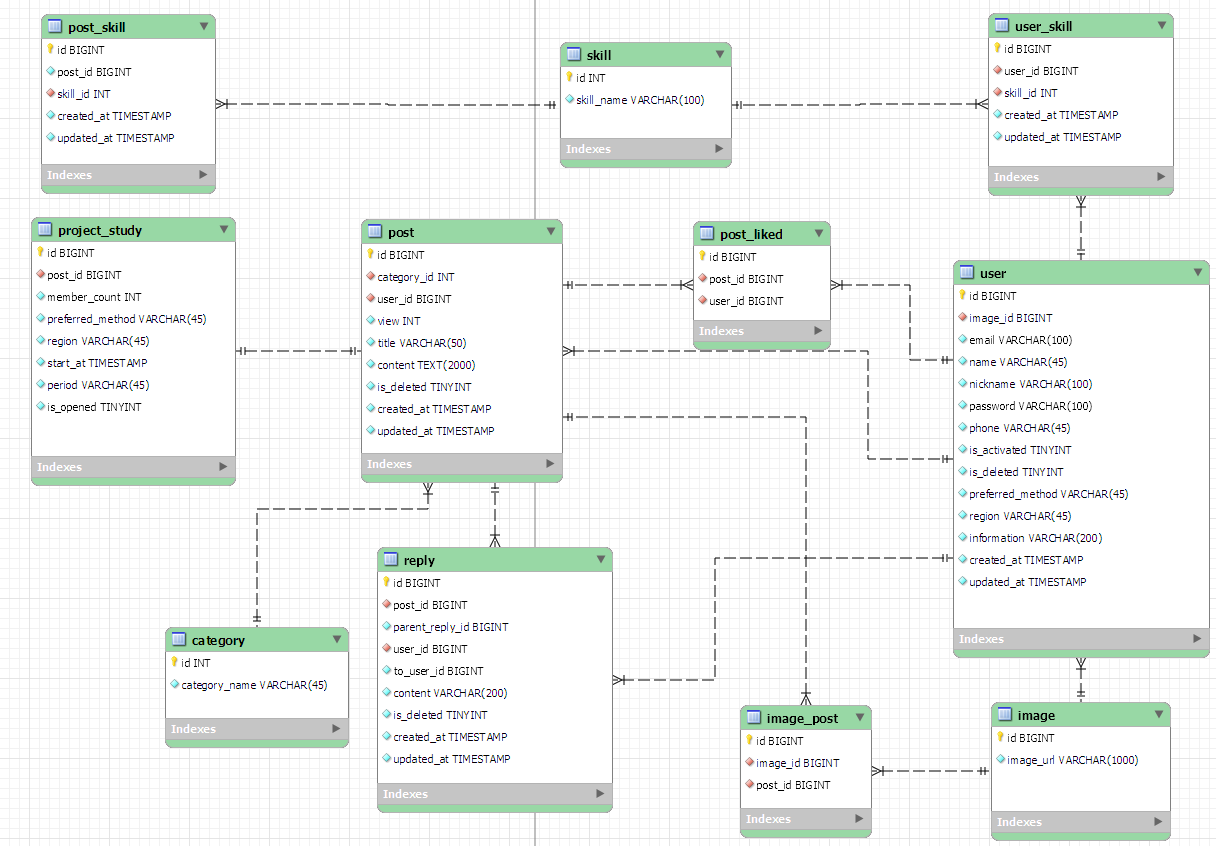 post_skill
id BIGINT
post_id BIGINT
skill_id INT
created_at TIMESTAMP
updated_at TIMESTAMP
Indexes
skill
id INT
skill_name VARCHAR(100)
Indexes
user_skill
id BIGINT
user_id BIGINT
skill_id INT
created_at TIMESTAMP
updated_at TIMESTAMP
Indexes
project_study
id BIGINT
post_id BIGINT
member_count INT
preferred_method VARCHAR(45)
region VARCHAR(45)
start_at TIMESTAMP
period VARCHAR(45)
is_opened TINYINT
Indexes
post
id BIGINT
category_id INT
user_id BIGINT
view INT
title VARCHAR(50)
content TEXT(2000)
is_deleted TINYINT
created_at TIMESTAMP
updated_at TIMESTAMP
Indexes
post_liked
id BIGINT
post_id BIGINT
user_id BIGINT
Indexes
user
id BIGINT
image_id BIGINT
email VARCHAR(100)
name VARCHAR(45)
nickname VARCHAR(100)
password VARCHAR(100)
phone VARCHAR(45)
is_activated TINYINT
is_deleted TINYINT
preferred_method VARCHAR(45)
region VARCHAR(45)
information VARCHAR(200)
created_at TIMESTAMP
updated_at TIMESTAMP
Indexes
reply
id BIGINT
post_id BIGINT
parent_reply_id BIGINT
user_id BIGINT
to_user_id BIGINT
content VARCHAR(200)
is_deleted TINYINT
created_at TIMESTAMP
updated_at TIMESTAMP
Indexes
category
id INT
category_name VARCHAR(45)
Indexes
image_post
id BIGINT
image_id BIGINT
post_id BIGINT
Indexes
image
id BIGINT
image_url VARCHAR(1000)
Indexes